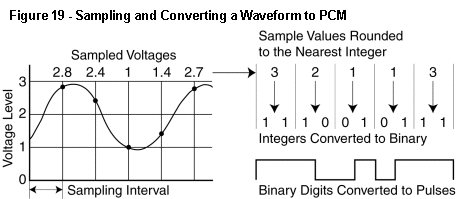 Figure 19 - Sampling and Converting a Waveform to PCM
Sampled Voltages
2.8 2.4 1 1.4 2.7
Voltage Level
3
2
1
0
Sampling Interval
Sample Values Rounded
to the Nearest Integer
3 2 1 1 3
1 1 1 0 0 1 0 1 1 1
Integers Converted to Binary
Binary Digits Converted to Pulses